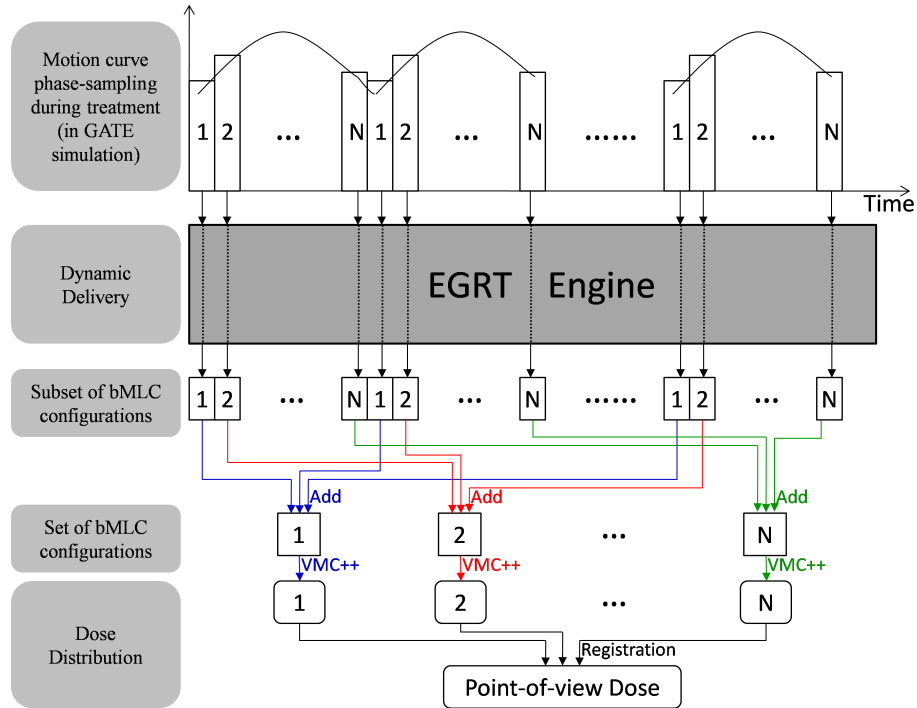 Motion curve
phase-sampling
during treatment
(in GATE
simulation)
1 2 ... N 1 2 ... N ...... 1 2 ... N
Time
Dynamic
Delivery
EGRT Engine
Subset of bMLC
configurations
1 2 ... N 1 2 ... N ...... 1 2 ... N
Add Add Add
Set of bMLC
configurations
1 2 ... N
VMC++ VMC++ VMC++
Dose
Distribution
1 2 ... N
Registration
Point-of-view Dose